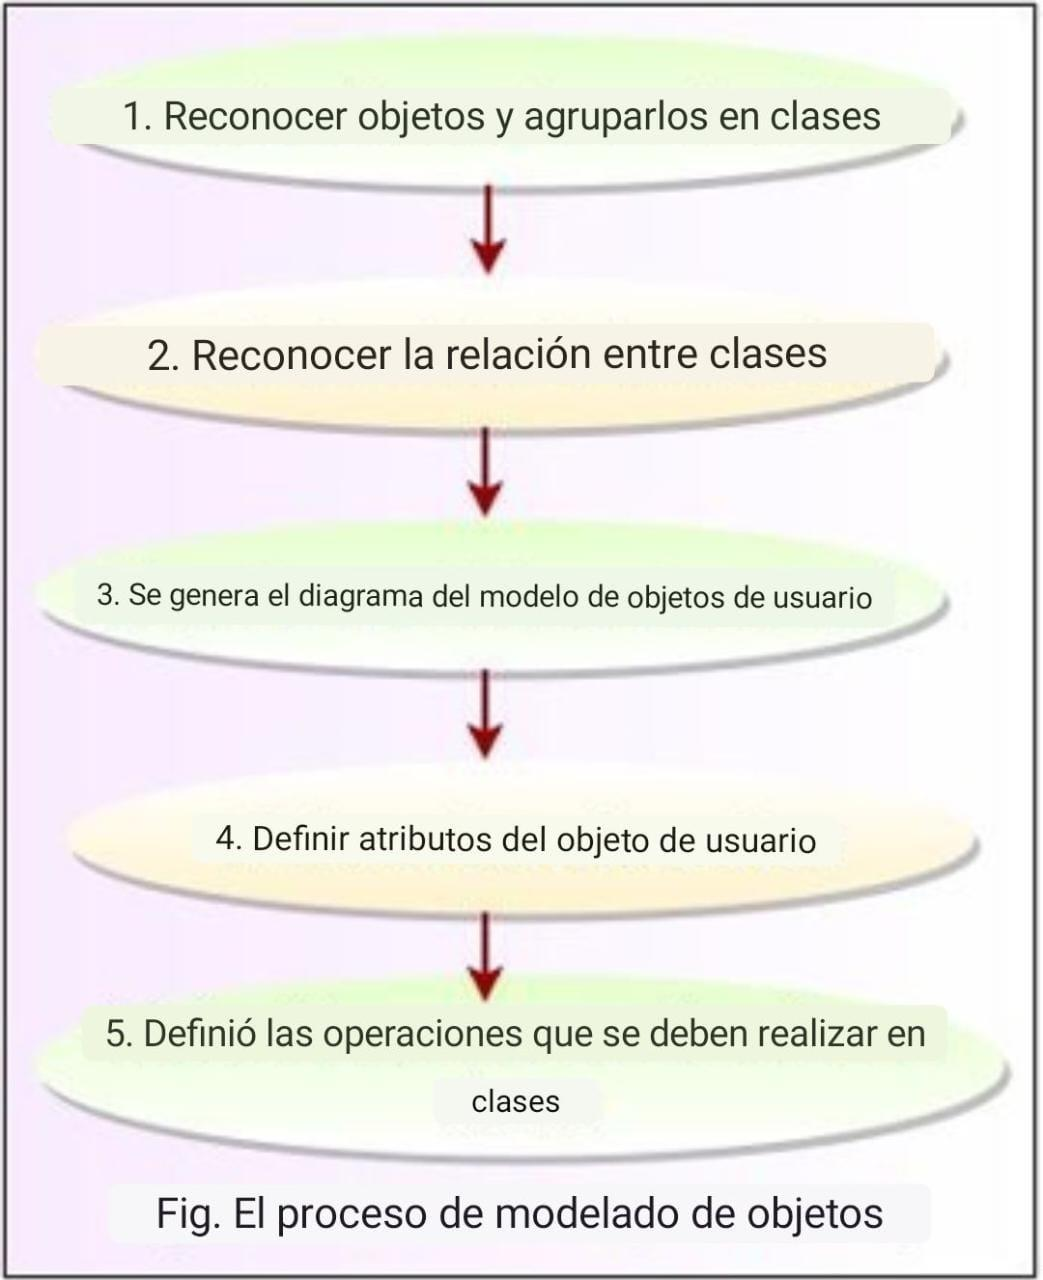 1. Reconocer objetos y agruparlos en clases
2. Reconocer la relación entre clases
3. Se genera el diagrama del modelo de objetos de usuario
4. Definir atributos del objeto de usuario
5. Definió las operaciones que se deben realizar en
clases
Fig. El proceso de modelado de objetos